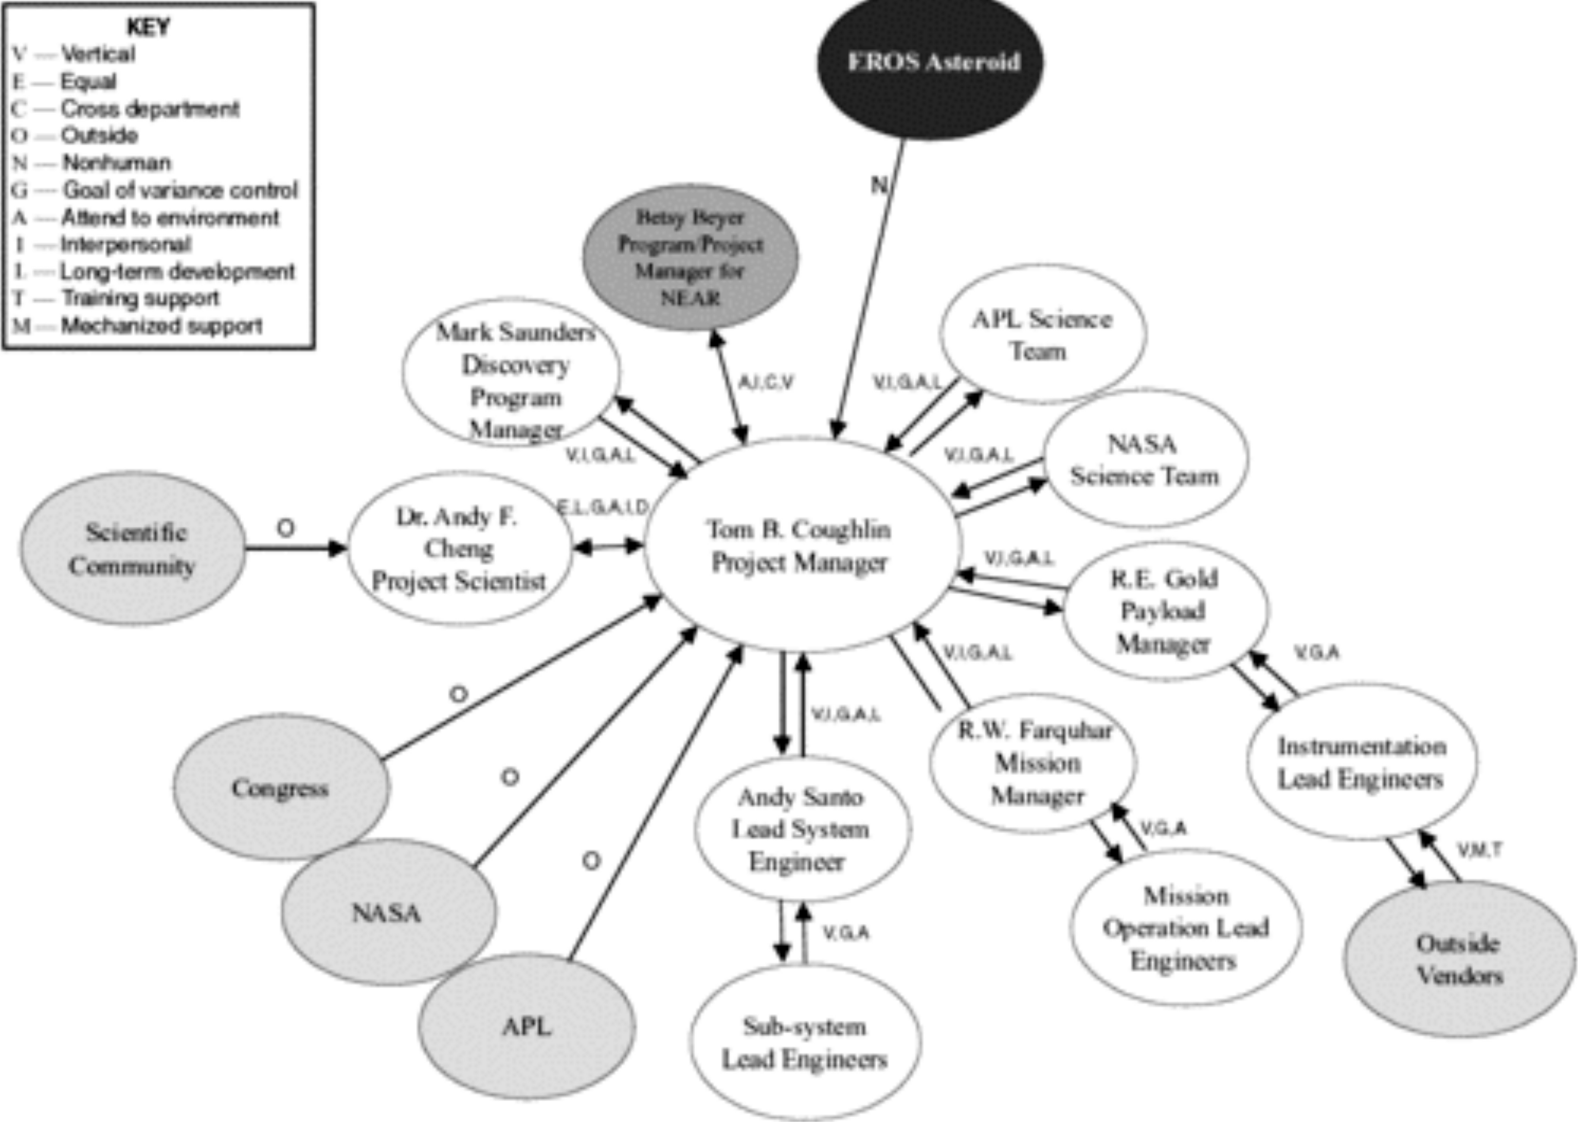 KEY
V — Vertical
E — Equal
C — Cross department
O — Outside
N — Nonhuman
G — Goal of variance control
A — Attend to environment
I — Interpersonal
L — Long-term development
T — Training support
M — Mechanized support
EROS Asteroid
N
Betsy Beyer
Program/Project
Manager for
NEAR
A,I,C,V
Mark Saunders
Discovery
Program
Manager
V,I,G,A,L
APL Science
Team
V,I,G,A,L
NASA
Science Team
V,I,G,A,L
Scientific
Community
O
Dr. Andy F.
Cheng
Project Scientist
E,L,G,A,I,D
Tom B. Coughlin
Project Manager
V,I,G,A,L
R.E. Gold
Payload
Manager
V,G,A
Instrumentation
Lead Engineers
V,M,T
Outside
Vendors
V,I,G,A,L
R.W. Farquhar
Mission
Manager
V,G,A
Mission
Operation Lead
Engineers
V,I,G,A,L
Andy Santo
Lead System
Engineer
V,G,A
Sub-system
Lead Engineers
O
Congress
O
NASA
O
APL